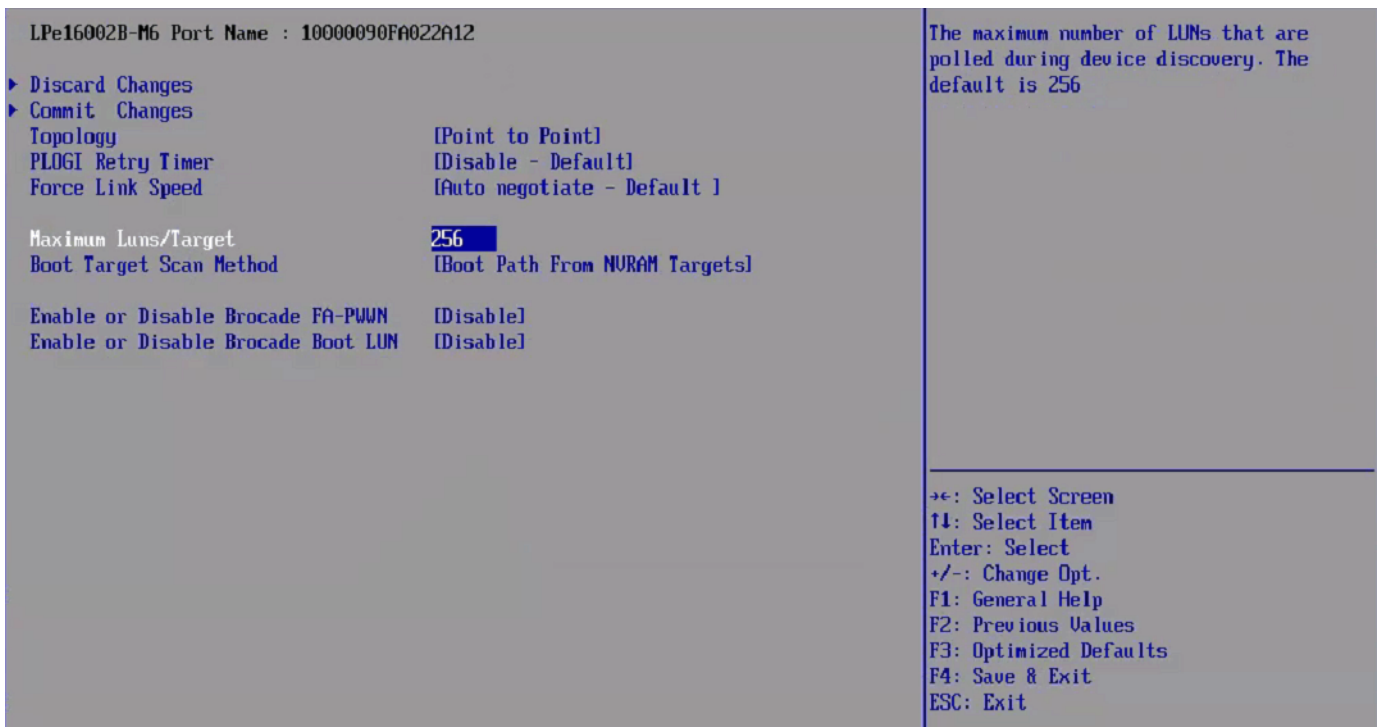 LPe16002B-M6 Port Name : 10000090FA022A12
Discard Changes
Commit Changes
Topology [Point to Point]
PLOGI Retry Timer [Disable - Default]
Force Link Speed [Auto negotiate - Default ]
Maximum Luns/Target 256
Boot Target Scan Method [Boot Path From NVRAM Targets]
Enable or Disable Brocade FA-PWWN [Disable]
Enable or Disable Brocade Boot LUN [Disable]
The maximum number of LUNs that are
polled during device discovery. The
default is 256
→←: Select Screen
↑↓: Select Item
Enter: Select
+/-: Change Opt.
F1: General Help
F2: Previous Values
F3: Optimized Defaults
F4: Save & Exit
ESC: Exit